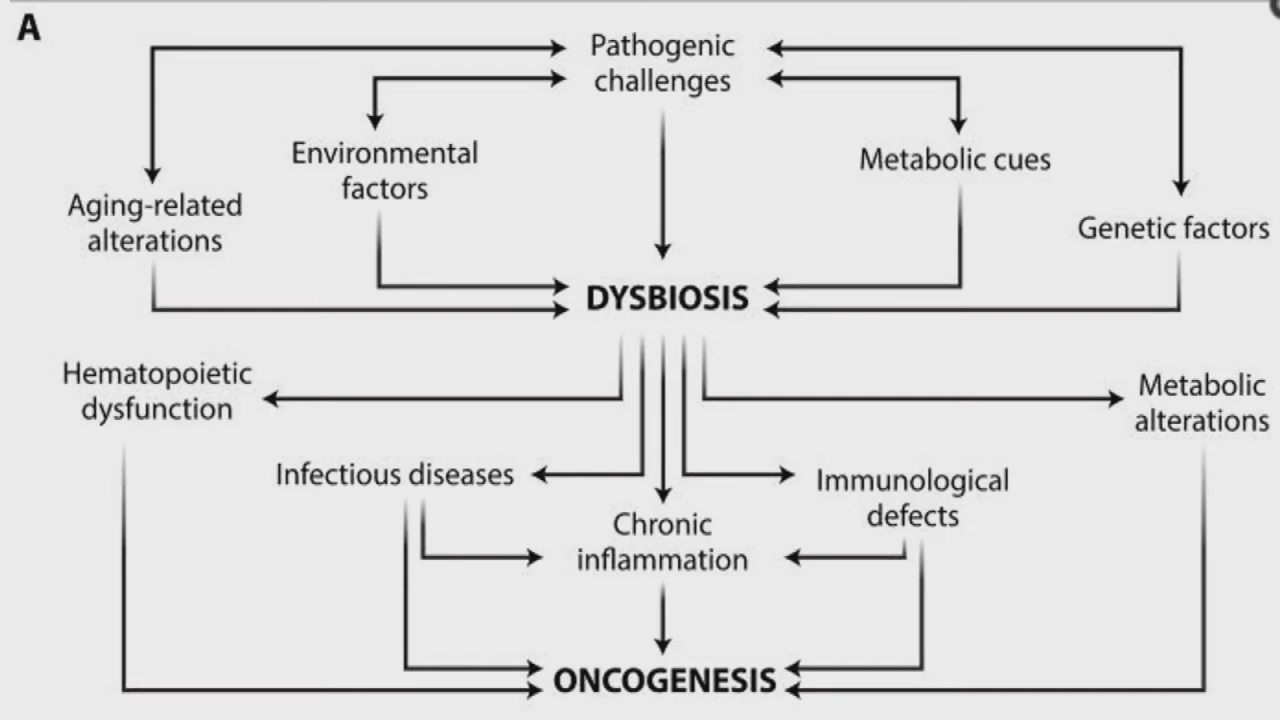 A
Pathogenic
challenges
Environmental
factors
Metabolic cues
Aging-related
alterations
Genetic factors
DYSBIOSIS
Hematopoietic
dysfunction
Metabolic
alterations
Infectious diseases
Immunological
defects
Chronic
inflammation
ONCOGENESIS